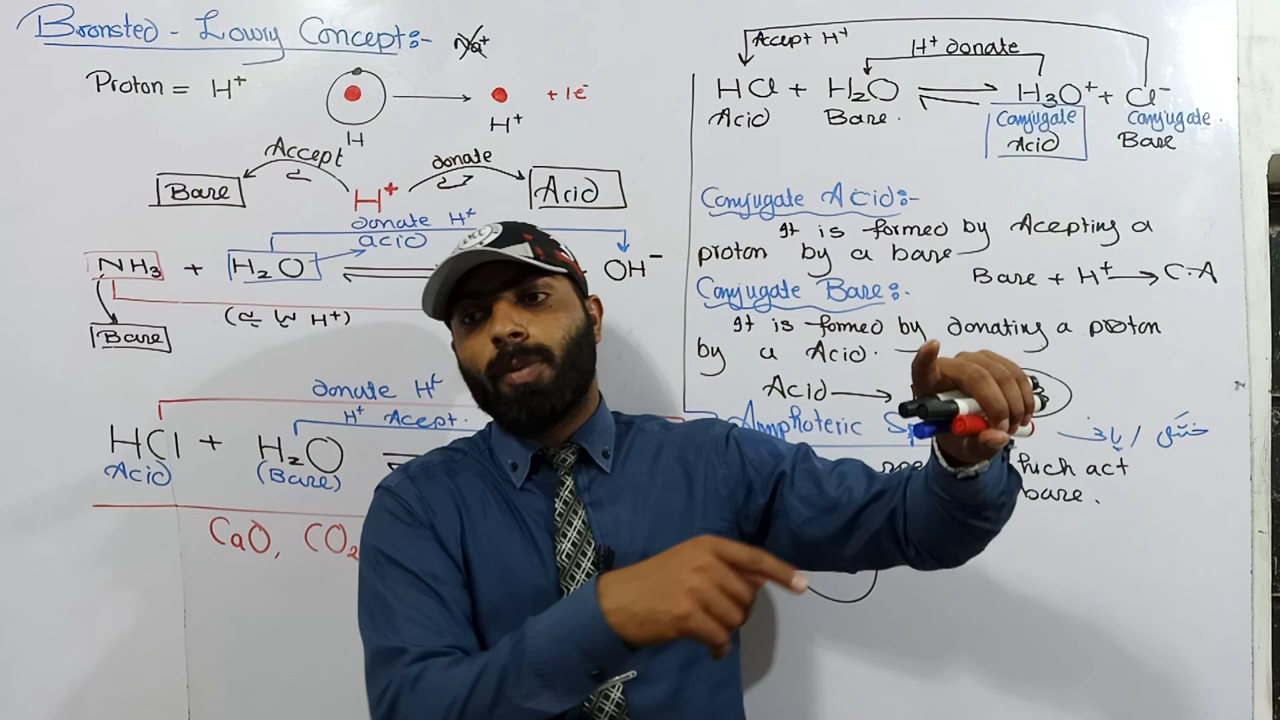 Bronsted - Lowry Concept:-
Na+
Proton = H+
H
H+
+ 1e-
Accept
donate
Base
H+
Acid
donate H+
acid
NH3 + H2O ⇌
OH-
Base
donate H+
H+ Acept.
HCl + H2O
Acid
(Base)
CaO, CO2
Accept H+
H+ donate
HCl + H2O ⇌ H3O+ + Cl-
Acid
Base.
Conjugate Acid
Conjugate Base
Conjugate Acid:-
It is formed by Acepting a
proton by a base
Base + H+ → C-A
Conjugate Base:-
It is formed by donating a proton
by a Acid.
Acid →
Amphoteric
which act
base.